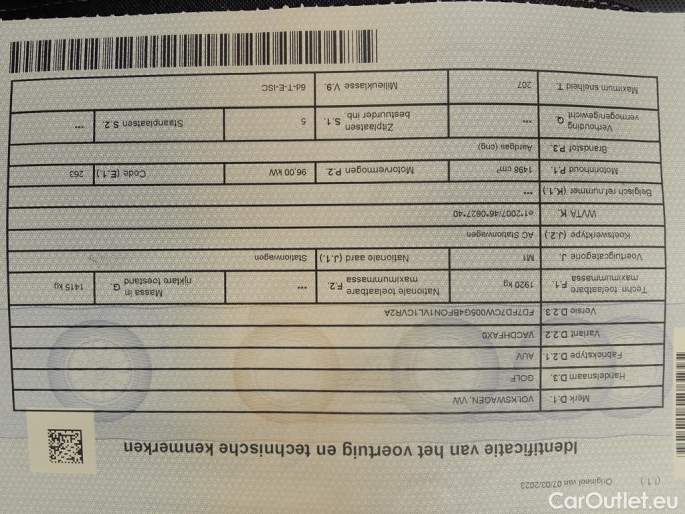 (I.1.) Origineel van 07/03/2023
Identificatie van het voertuig en technische kenmerken
Merk D.1. VOLKSWAGEN, VW
Handelsnaam D.3. GOLF
Fabriekstype D.2.1 AUV
Variant D.2.2 VACDHFAX0
Versie D.2.3 FD7FD7CW005G4BFON1VL1CVR2A
Techn. toelaatbare maximummassa F.1. 1920 kg Nationale toelaatbare maximummassa F.2. *** Massa in rijklare toestand G. 1415 kg
Voertuigcategorie J. M1 Nationale aard (J.1.) Stationwagen
Koetswerktype (J.2.) AC Stationwagen
WVTA K. e1*2007/46*0627*40
Belgisch ref.nummer (K.1.) ***
Motorinhoud P.1. 1498 cm³ Motorvermogen P.2. 96,00 kW Code (E.1.) 263
Brandstof P.3. Aardgas (cng)
Verhouding vermogen/gewicht Q. *** Zitplaatsen bestuurder inb S.1. 5 Staanplaatsen S.2. ***
Maximum snelheid T. 207 Milieuklasse V.9. 6d-T-E-ISC
CarOutlet.eu